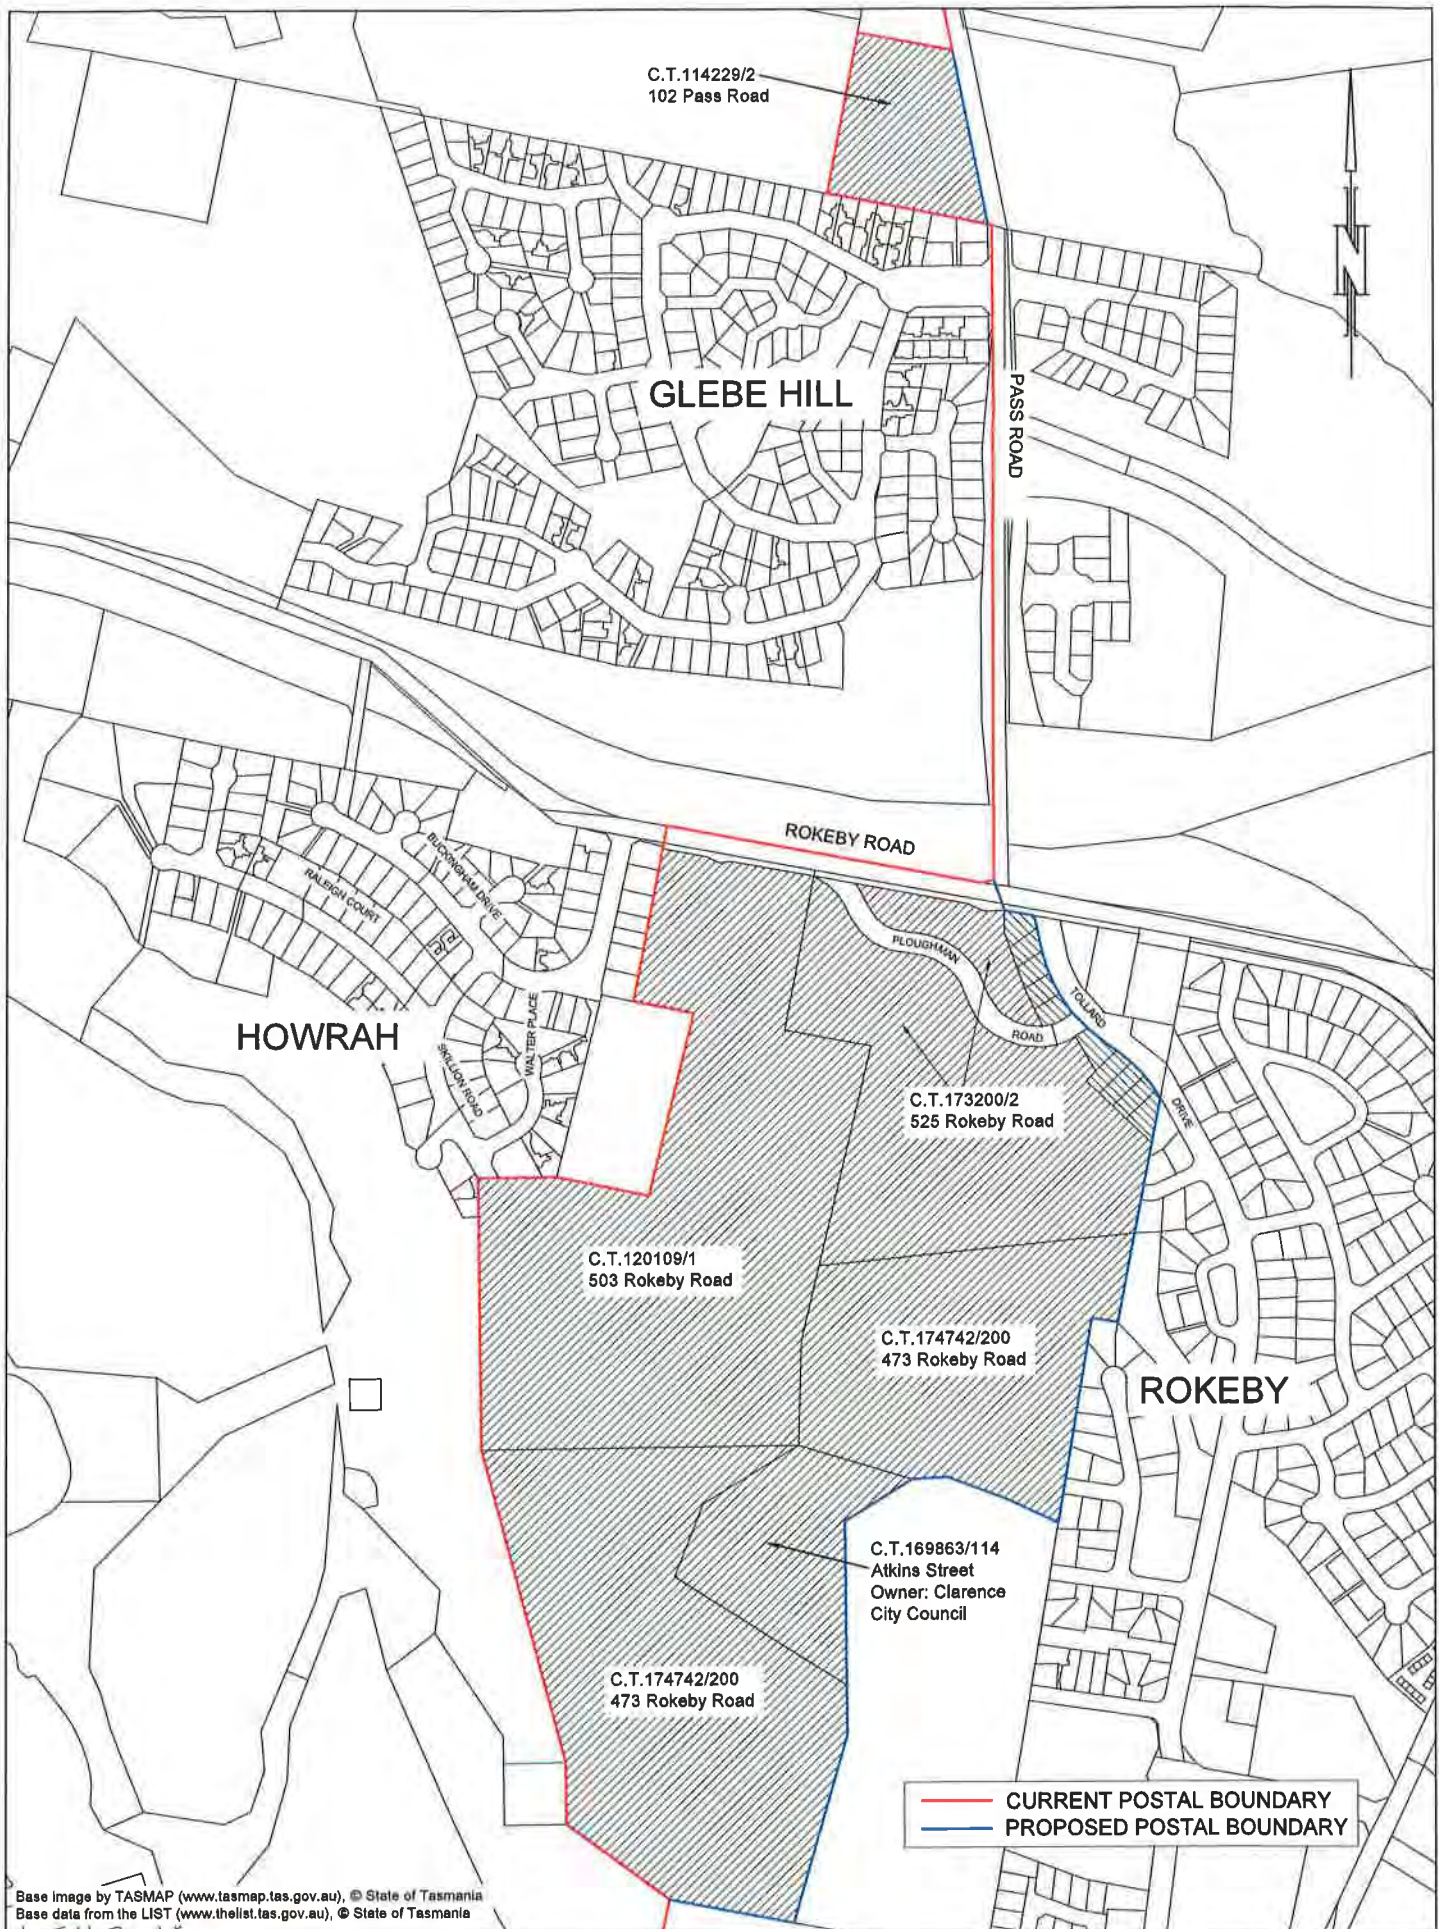 C.T.114229/2
102 Pass Road
N
GLEBE HILL
PASS ROAD
ROKEBY ROAD
BUCKINGHAM DRIVE
RALEIGH COURT
PLOUGHMAN
ROAD
TOLLARD
DRIVE
HOWRAH
WALTER PLACE
SKILLION ROAD
C.T.173200/2
525 Rokeby Road
C.T.120109/1
503 Rokeby Road
C.T.174742/200
473 Rokeby Road
ROKEBY
C.T.169863/114
Atkins Street
Owner: Clarence
City Council
C.T.174742/200
473 Rokeby Road
CURRENT POSTAL BOUNDARY
PROPOSED POSTAL BOUNDARY
Base image by TASMAP (www.tasmap.tas.gov.au), © State of Tasmania
Base data from the LIST (www.thelist.tas.gov.au), © State of Tasmania